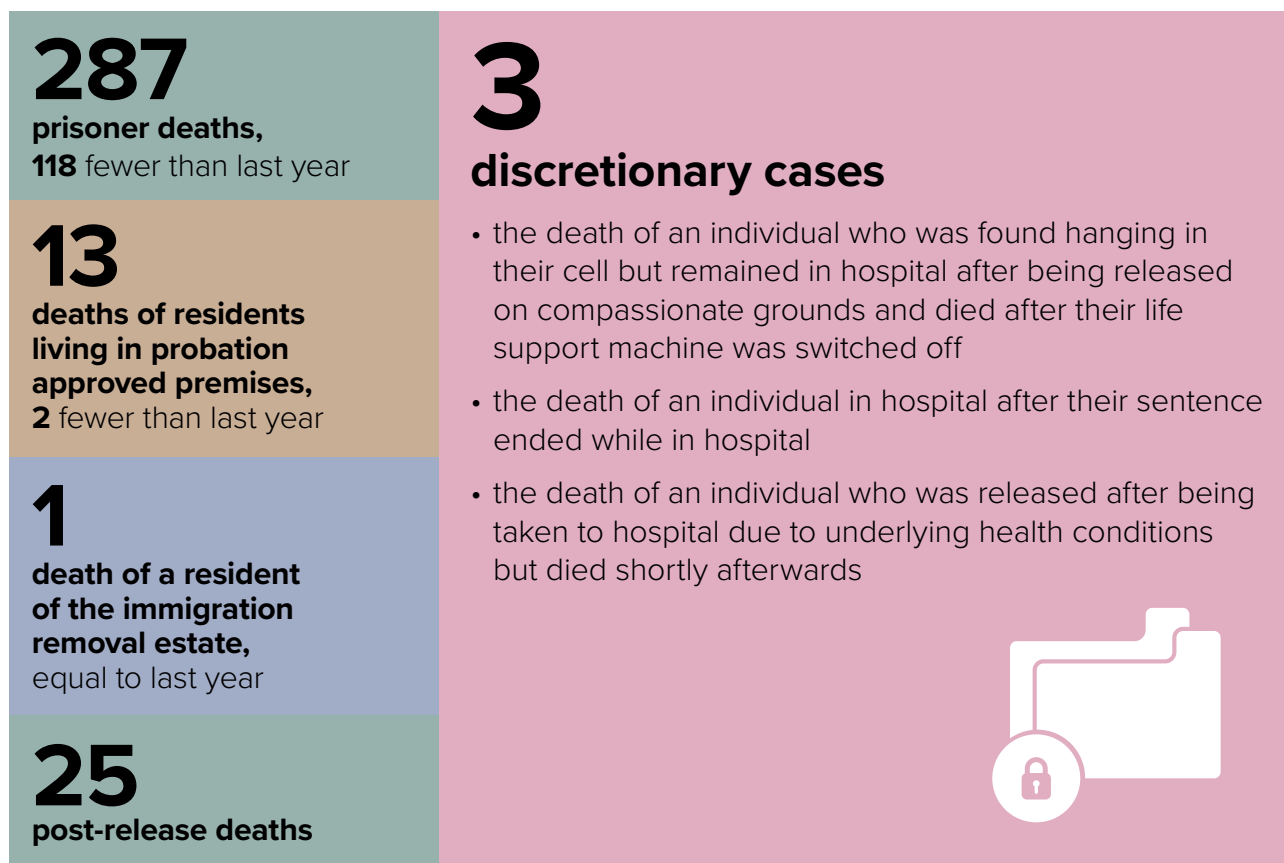 287
prisoner deaths,
118 fewer than last year
13
deaths of residents
living in probation
approved premises,
2 fewer than last year
1
death of a resident
of the immigration
removal estate,
equal to last year
25
post-release deaths
3
discretionary cases
• the death of an individual who was found hanging in
their cell but remained in hospital after being released
on compassionate grounds and died after their life
support machine was switched off
• the death of an individual in hospital after their sentence
ended while in hospital
• the death of an individual who was released after being
taken to hospital due to underlying health conditions
but died shortly afterwards